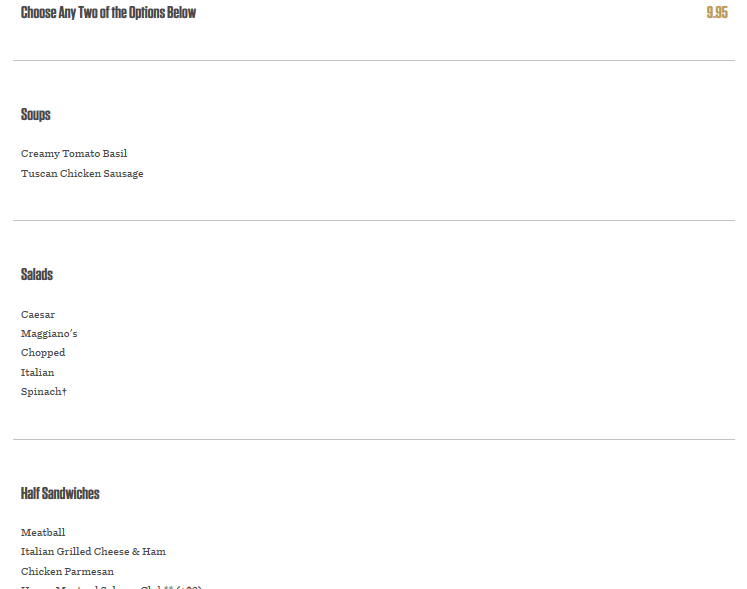 Choose Any Two of the Options Below 9.95
Soups
Creamy Tomato Basil
Tuscan Chicken Sausage
Salads
Caesar
Maggiano's
Chopped
Italian
Spinach†
Half Sandwiches
Meatball
Italian Grilled Cheese & Ham
Chicken Parmesan